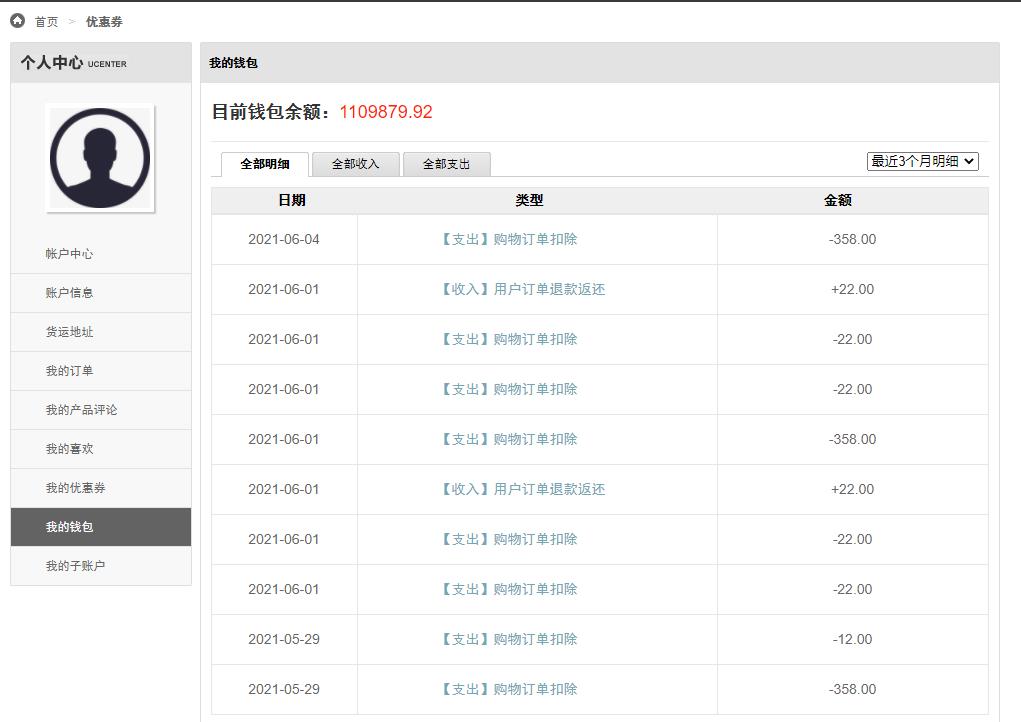 首页 > 优惠券
个人中心 UCENTER
帐户中心
账户信息
货运地址
我的订单
我的产品评论
我的喜欢
我的优惠券
我的钱包
我的子账户
我的钱包
目前钱包余额：1109879.92
全部明细 全部收入 全部支出 最近3个月明细
日期 类型 金额
2021-06-04 【支出】购物订单扣除 -358.00
2021-06-01 【收入】用户订单退款返还 +22.00
2021-06-01 【支出】购物订单扣除 -22.00
2021-06-01 【支出】购物订单扣除 -22.00
2021-06-01 【支出】购物订单扣除 -358.00
2021-06-01 【收入】用户订单退款返还 +22.00
2021-06-01 【支出】购物订单扣除 -22.00
2021-06-01 【支出】购物订单扣除 -22.00
2021-05-29 【支出】购物订单扣除 -12.00
2021-05-29 【支出】购物订单扣除 -358.00